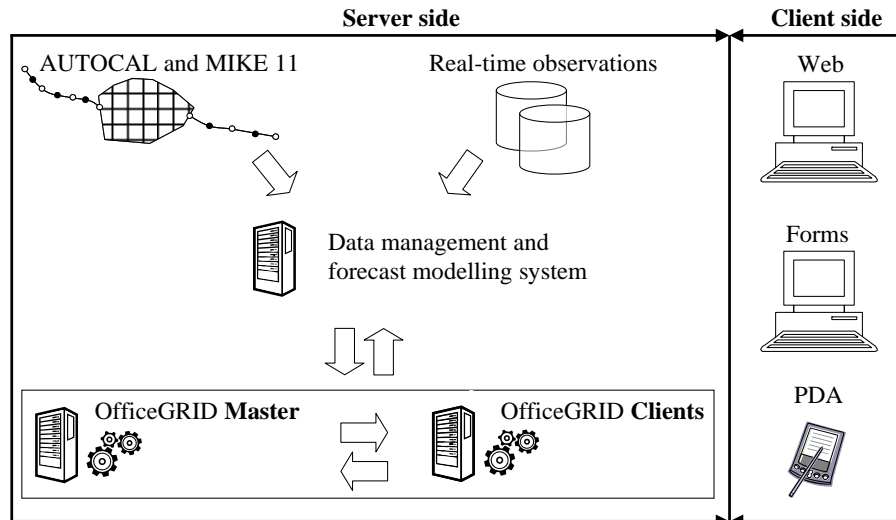 Server side
Client side
AUTOCAL and MIKE 11
Real-time observations
Web
Data management and
forecast modelling system
Forms
OfficeGRID Master
OfficeGRID Clients
PDA